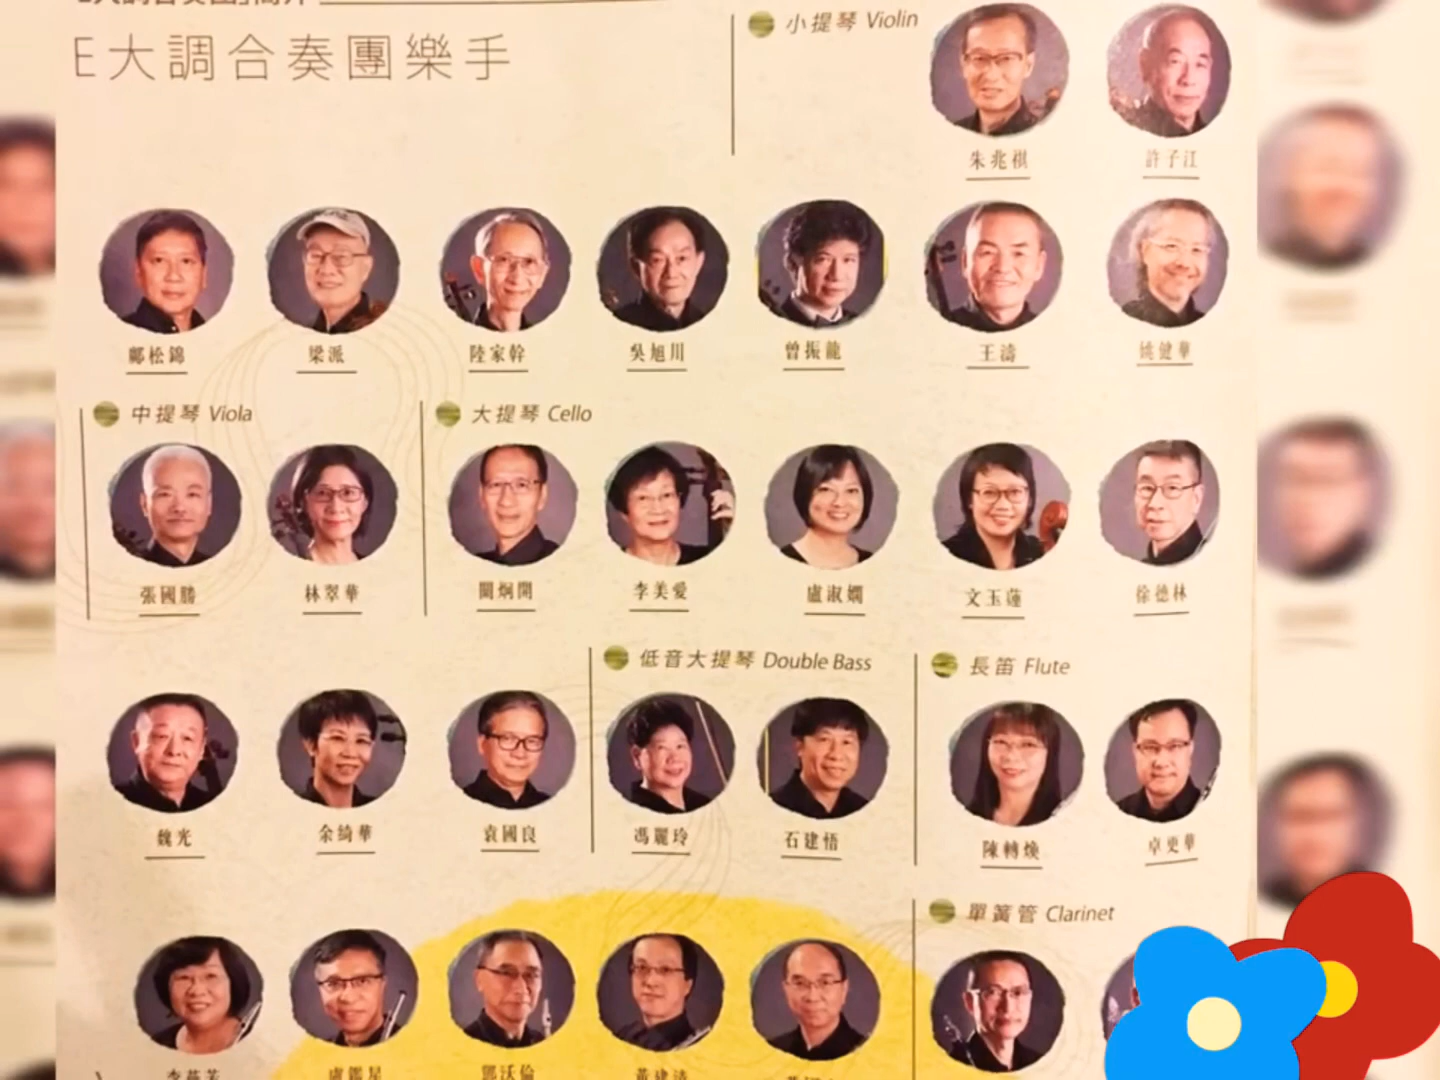 E大調合奏團樂手
小提琴 Violin
朱兆祺
許子江
鄺松錦
梁派
陸家幹
吳旭川
曾振龍
王濤
姚健華
中提琴 Viola
大提琴 Cello
張國勝
林翠華
闞炯開
李美愛
盧淑嫻
文玉蓮
徐德林
低音大提琴 Double Bass
長笛 Flute
魏光
余綺華
袁國良
馮麗玲
石建悟
陳轉煥
卓更華
單簧管 Clarinet